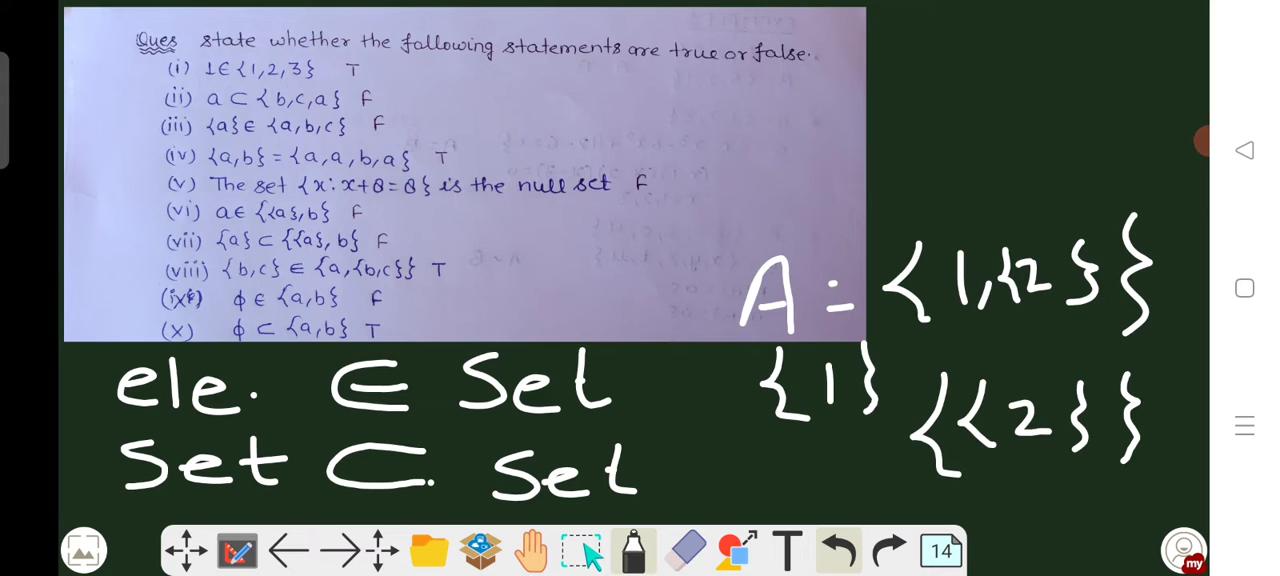 Ques state whether the following statements are true or false.
(i) 1∈{1,2,3} T
(ii) a ⊂ {b,c,a} F
(iii) {a}∈ {a,b,c} F
(iv) {a,b} = {a,a,b,a} T
(v) The set {x: x+8=8} is the null set F
(vi) a∈ {{a},b} F
(vii) {a} ⊂ {{a}, b} F
(viii) {b,c} ∈ {a,{b,c}} T
(ix) ϕ ∈ {a,b} F
(x) ϕ ⊂ {a,b} T
A = {1,{2}}
{1} {{2}}
ele. ∈ Set
Set ⊂. Set
T
14
my